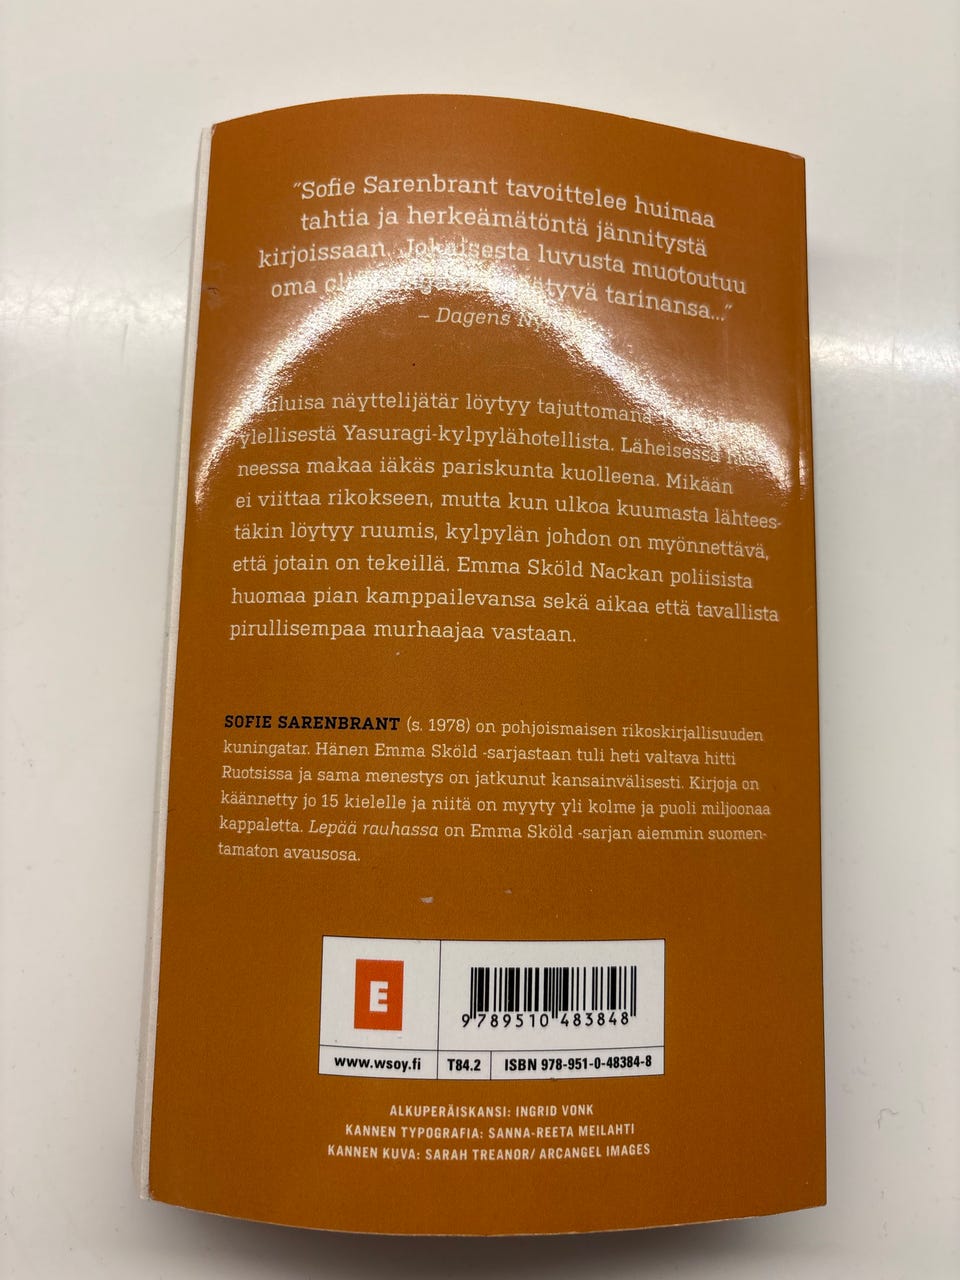 "Sofie Sarenbrant tavoittelee huimaa
tahtia ja herkeämätöntä jännitystä
kirjoissaan. Jokaisesta luvusta muotoutuu
oma tarinansa..."
– Dagens
näyttelijätär löytyy tajuttomana
ylellisestä Yasuragi-kylpylähotellista. Läheisessä
neessa makaa iäkäs pariskunta kuolleena. Mikään
ei viittaa rikokseen, mutta kun ulkoa kuumasta lähtees-
täkin löytyy ruumis, kylpylän johdon on myönnettävä,
että jotain on tekeillä. Emma Sköld Nackan poliisista
huomaa pian kamppailevansa sekä aikaa että tavallista
pirullisempaa murhaajaa vastaan.
SOFIE SARENBRANT (s. 1978) on pohjoismaisen rikoskirjallisuuden
kuningatar. Hänen Emma Sköld -sarjastaan tuli heti valtava hitti
Ruotsissa ja sama menestys on jatkunut kansainvälisesti. Kirjoja on
käännetty jo 15 kielelle ja niitä on myyty yli kolme ja puoli miljoonaa
kappaletta. Lepää rauhassa on Emma Sköld -sarjan aiemmin suomen-
tamaton avausosa.
E
9 789510 483848
www.wsoy.fi T84.2 ISBN 978-951-0-48384-8
ALKUPERÄISKANSI: INGRID VONK
KANNEN TYPOGRAFIA: SANNA-REETA MEILAHTI
KANNEN KUVA: SARAH TREANOR/ ARCANGEL IMAGES